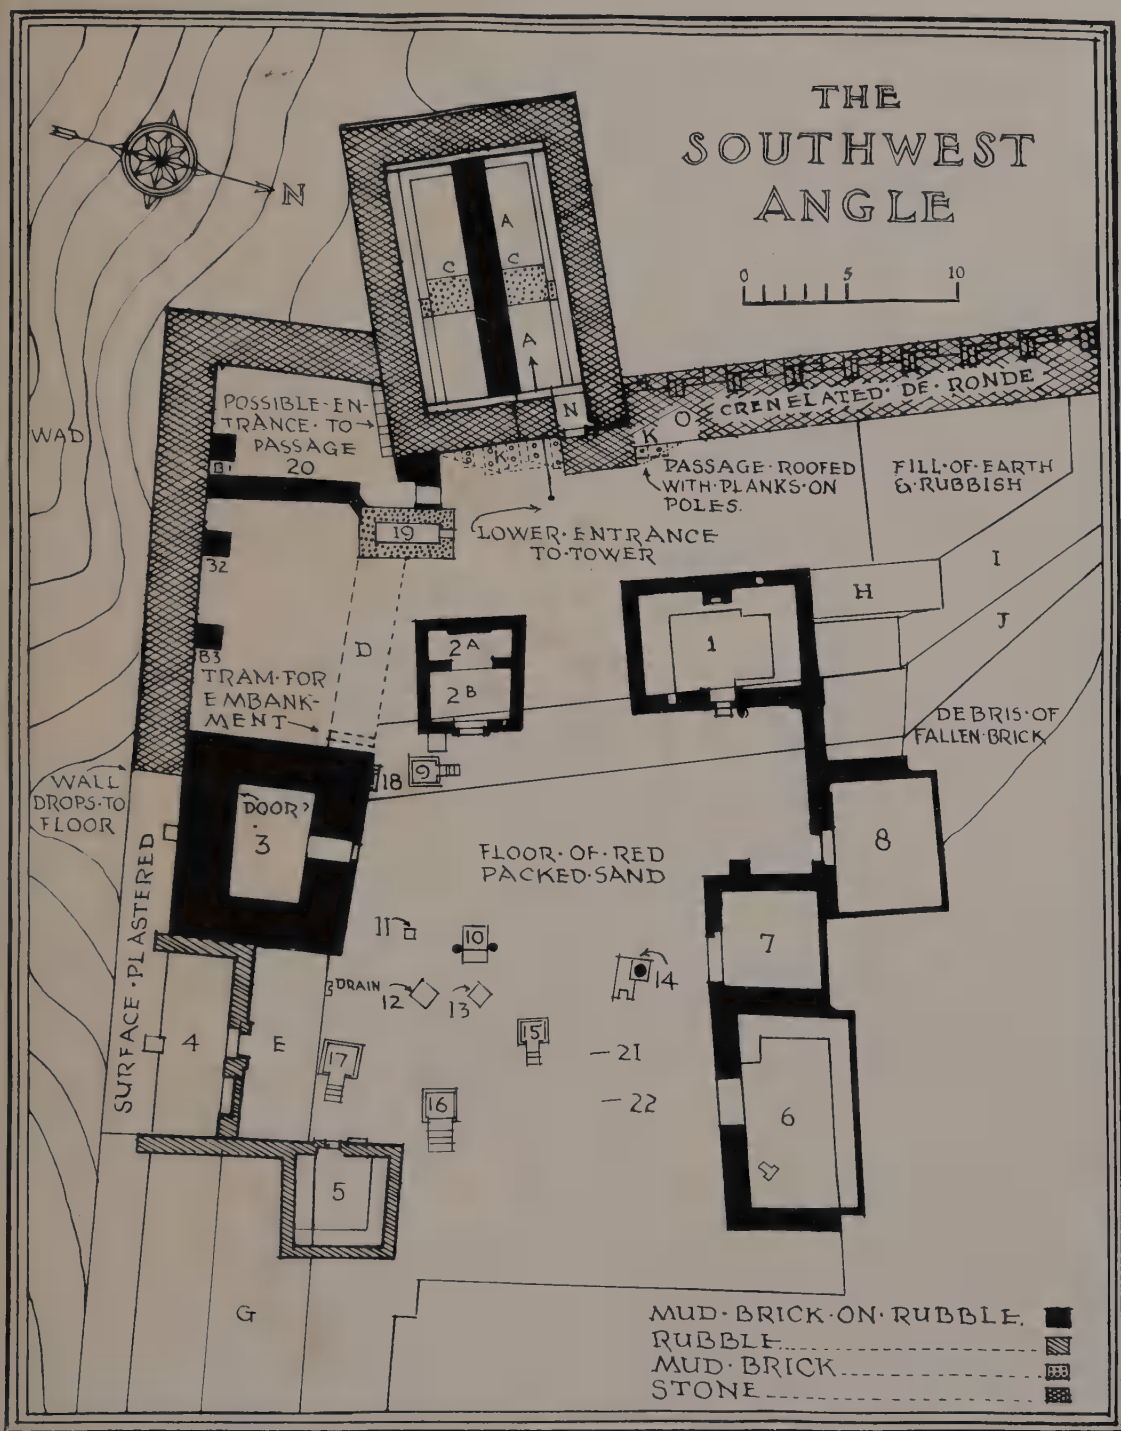 THE
SOUTHWEST
ANGLE
0 5 10
N
A
C C
A
N
POSSIBLE·EN-
TRANCE·TO
PASSAGE
20
WAD
B1
K
K
O
CRENELATED·DE·RONDE
PASSAGE·ROOFED
WITH·PLANKS·ON
POLES.
FILL·OF·EARTH
&·RUBBISH
19
LOWER·ENTRANCE
TO·TOWER
32
H
I
J
1
2A
2B
D
B3
TRAM·FOR
EMBANK-
MENT
DEBRIS·OF
FALLEN·BRICK
WALL
DROPS·TO
FLOOR
18
9
DOOR?
3
8
FLOOR·OF·RED
PACKED·SAND
SURFACE·PLASTERED
11
10
7
14
DRAIN
12
13
4
E
17
15
21
22
16
6
5
G
MUD·BRICK·ON·RUBBLE.
RUBBLE
MUD·BRICK
STONE